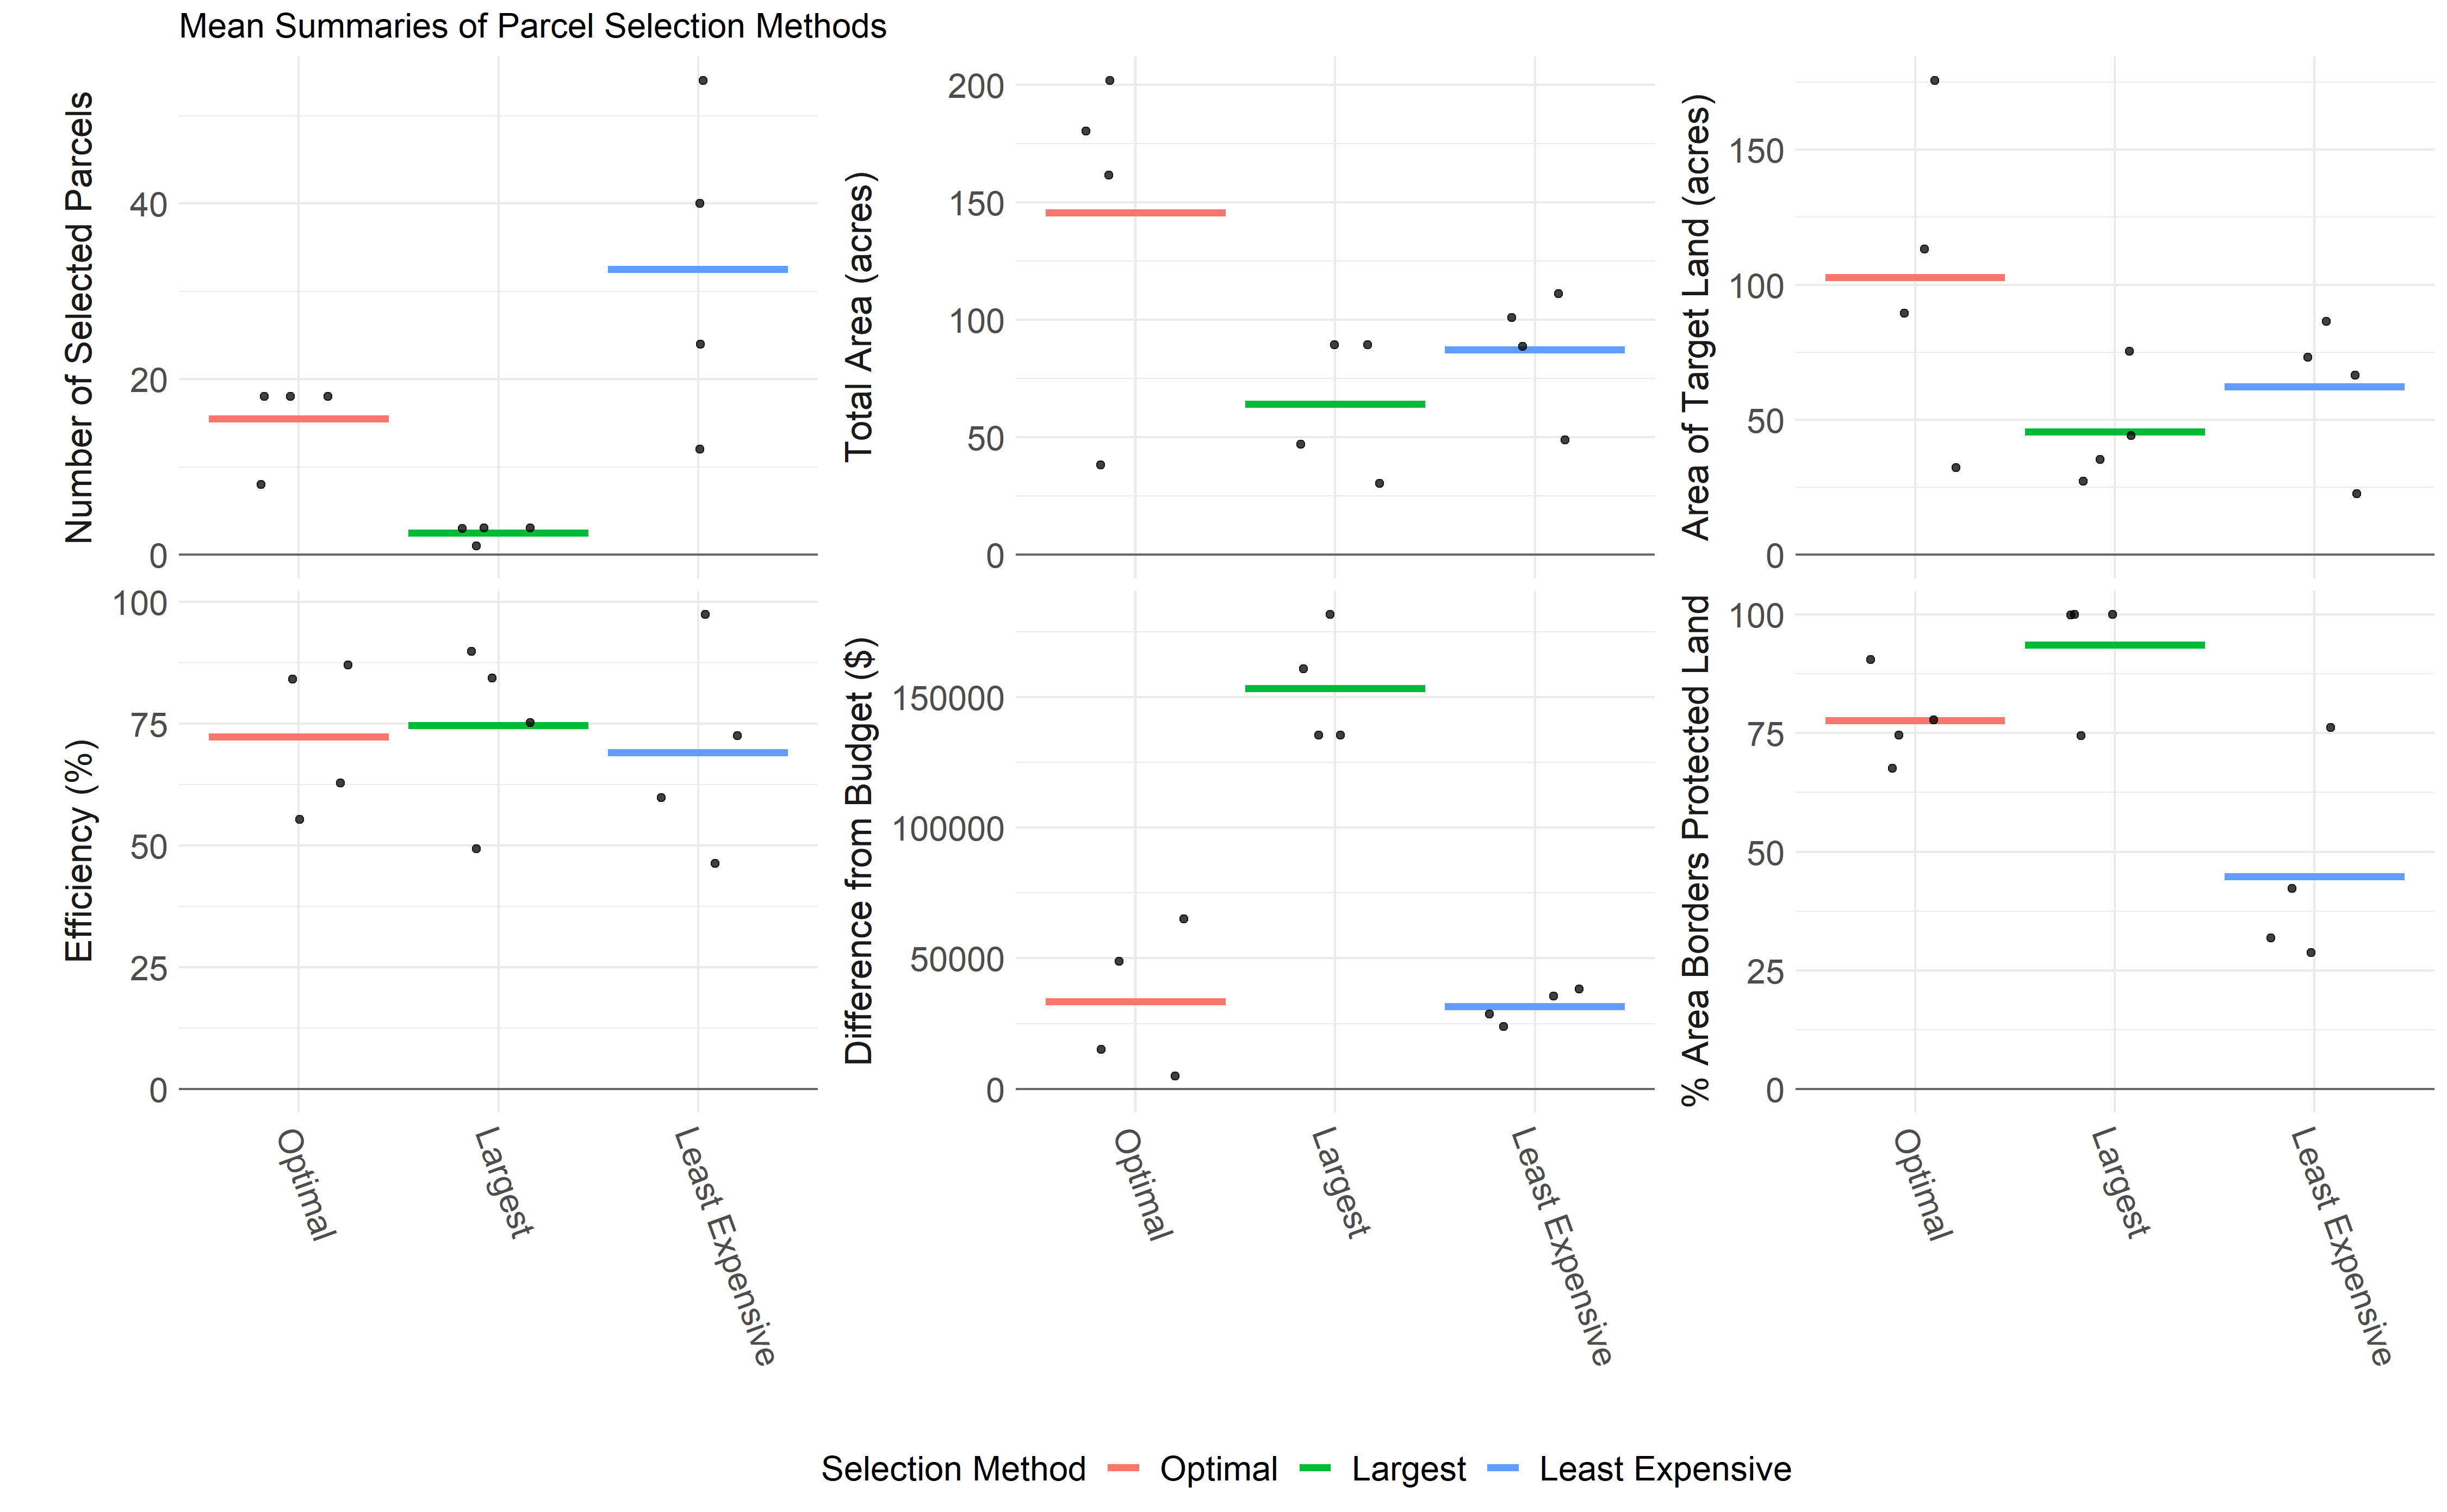 Mean Summaries of Parcel Selection Methods
Number of Selected Parcels
40
20
0
Total Area (acres)
200
150
100
50
0
Area of Target Land (acres)
150
100
50
0
Efficiency (%)
100
75
50
25
0
Optimal
Largest
Least Expensive
Difference from Budget ($)
150000
100000
50000
0
Optimal
Largest
Least Expensive
% Area Borders Protected Land
100
75
50
25
0
Optimal
Largest
Least Expensive
Selection Method Optimal Largest Least Expensive